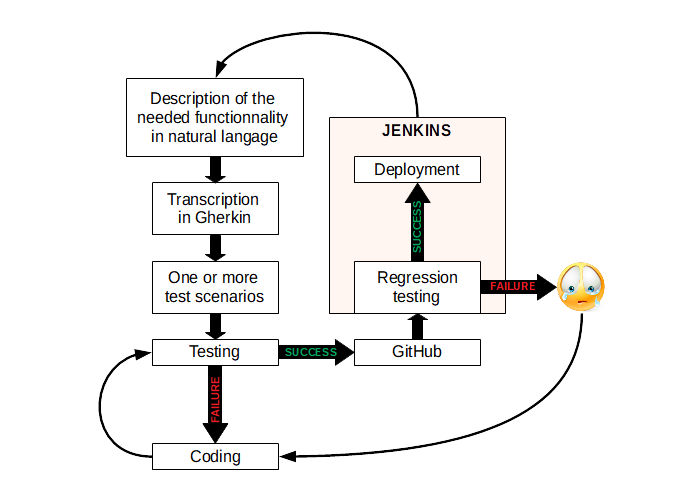 Description of the
needed functionnality
in natural langage
Transcription
in Gherkin
One or more
test scenarios
Testing
SUCCESS
FAILURE
Coding
GitHub
JENKINS
Deployment
SUCCESS
Regression
testing
FAILURE